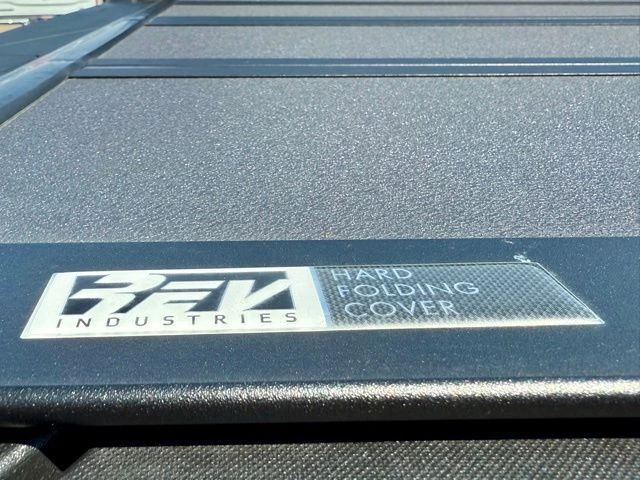 REV
INDUSTRIES
HARD
FOLDING
COVER